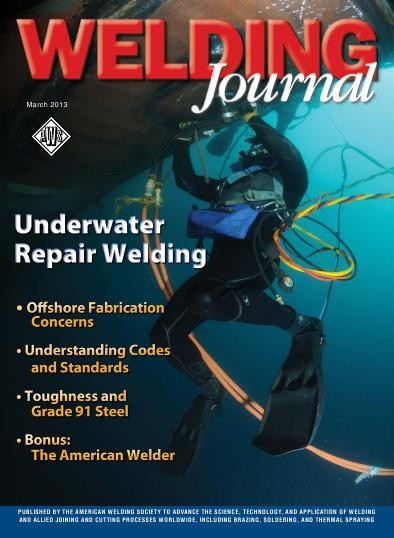 WELDING
Journal
March 2013
AWS
Underwater
Repair Welding
• Offshore Fabrication
Concerns
• Understanding Codes
and Standards
• Toughness and
Grade 91 Steel
• Bonus:
The American Welder
PUBLISHED BY THE AMERICAN WELDING SOCIETY TO ADVANCE THE SCIENCE, TECHNOLOGY, AND APPLICATION OF WELDING
AND ALLIED JOINING AND CUTTING PROCESSES WORLDWIDE, INCLUDING BRAZING, SOLDERING, AND THERMAL SPRAYING